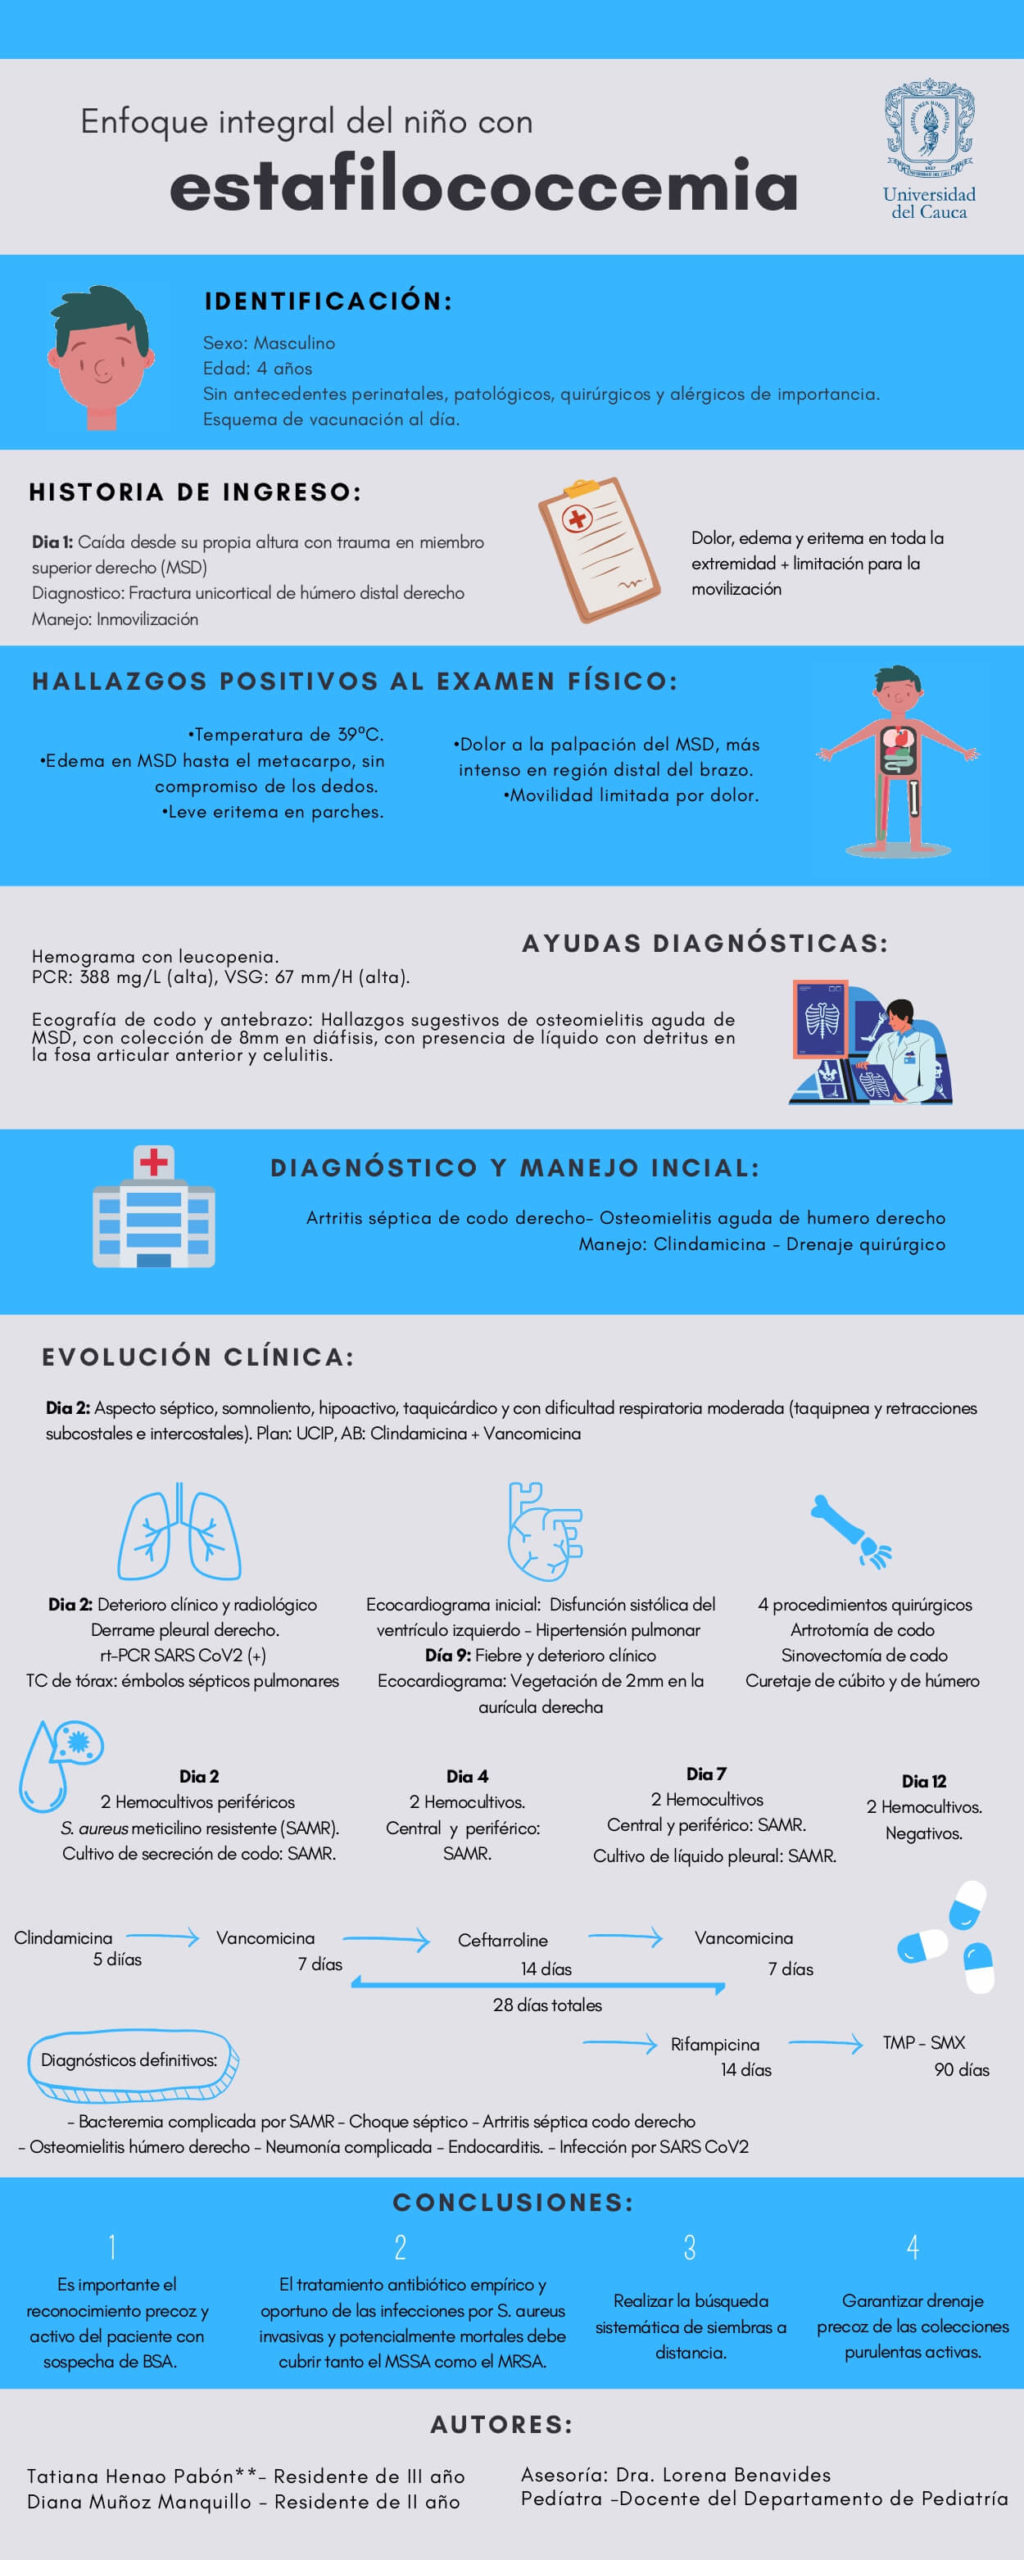 Enfoque integral del niño con
estafilococcemia
Universidad
del Cauca
IDENTIFICACIÓN:
Sexo: Masculino
Edad: 4 años
Sin antecedentes perinatales, patológicos, quirúrgicos y alérgicos de importancia.
Esquema de vacunación al día.
HISTORIA DE INGRESO:
Dia 1: Caída desde su propia altura con trauma en miembro
superior derecho (MSD)
Diagnostico: Fractura unicortical de húmero distal derecho
Manejo: Inmovilización
Dolor, edema y eritema en toda la
extremidad + limitación para la
movilización
HALLAZGOS POSITIVOS AL EXAMEN FÍSICO:
•Temperatura de 39ºC.
•Edema en MSD hasta el metacarpo, sin
compromiso de los dedos.
•Leve eritema en parches.
•Dolor a la palpación del MSD, más
intenso en región distal del brazo.
•Movilidad limitada por dolor.
AYUDAS DIAGNÓSTICAS:
Hemograma con leucopenia.
PCR: 388 mg/L (alta), VSG: 67 mm/H (alta).
Ecografía de codo y antebrazo: Hallazgos sugestivos de osteomielitis aguda de
MSD, con colección de 8mm en diáfisis, con presencia de líquido con detritus en
la fosa articular anterior y celulitis.
DIAGNÓSTICO Y MANEJO INCIAL:
Artritis séptica de codo derecho- Osteomielitis aguda de humero derecho
Manejo: Clindamicina - Drenaje quirúrgico
EVOLUCIÓN CLÍNICA:
Dia 2: Aspecto séptico, somnoliento, hipoactivo, taquicárdico y con dificultad respiratoria moderada (taquipnea y retracciones
subcostales e intercostales). Plan: UCIP, AB: Clindamicina + Vancomicina
Dia 2: Deterioro clínico y radiológico
Derrame pleural derecho.
rt-PCR SARS CoV2 (+)
TC de tórax: émbolos sépticos pulmonares
Ecocardiograma inicial: Disfunción sistólica del
ventrículo izquierdo - Hipertensión pulmonar
Día 9: Fiebre y deterioro clínico
Ecocardiograma: Vegetación de 2mm en la
aurícula derecha
4 procedimientos quirúrgicos
Artrotomía de codo
Sinovectomía de codo
Curetaje de cúbito y de húmero
Dia 2
2 Hemocultivos periféricos
S. aureus meticilino resistente (SAMR).
Cultivo de secreción de codo: SAMR.
Dia 4
2 Hemocultivos.
Central y periférico:
SAMR.
Dia 7
2 Hemocultivos
Central y periférico: SAMR.
Cultivo de líquido pleural: SAMR.
Dia 12
2 Hemocultivos.
Negativos.
Clindamicina
5 diías
Vancomicina
7 días
Ceftarroline
14 días
Vancomicina
7 días
28 días totales
Rifampicina
14 días
TMP - SMX
90 días
Diagnósticos definitivos:
- Bacteremia complicada por SAMR - Choque séptico - Artritis séptica codo derecho
- Osteomielitis húmero derecho - Neumonía complicada - Endocarditis. - Infección por SARS CoV2
CONCLUSIONES:
1
Es importante el
reconocimiento precoz y
activo del paciente con
sospecha de BSA.
2
El tratamiento antibiótico empírico y
oportuno de las infecciones por S. aureus
invasivas y potencialmente mortales debe
cubrir tanto el MSSA como el MRSA.
3
Realizar la búsqueda
sistemática de siembras a
distancia.
4
Garantizar drenaje
precoz de las colecciones
purulentas activas.
AUTORES:
Tatiana Henao Pabón**- Residente de III año
Diana Muñoz Manquillo - Residente de II año
Asesoría: Dra. Lorena Benavides
Pedíatra -Docente del Departamento de Pediatría